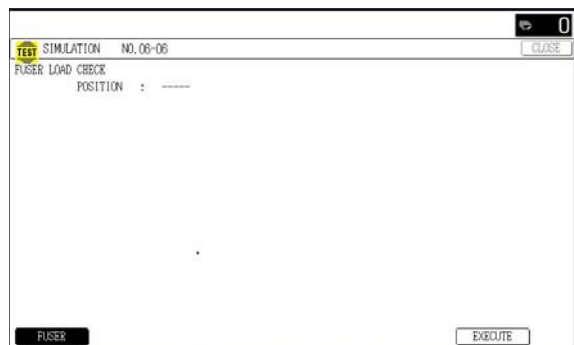 0
TEST SIMULATION NO.06-06 CLOSE
FUSER LOAD CHECK
POSITION : -----
FUSER EXECUTE